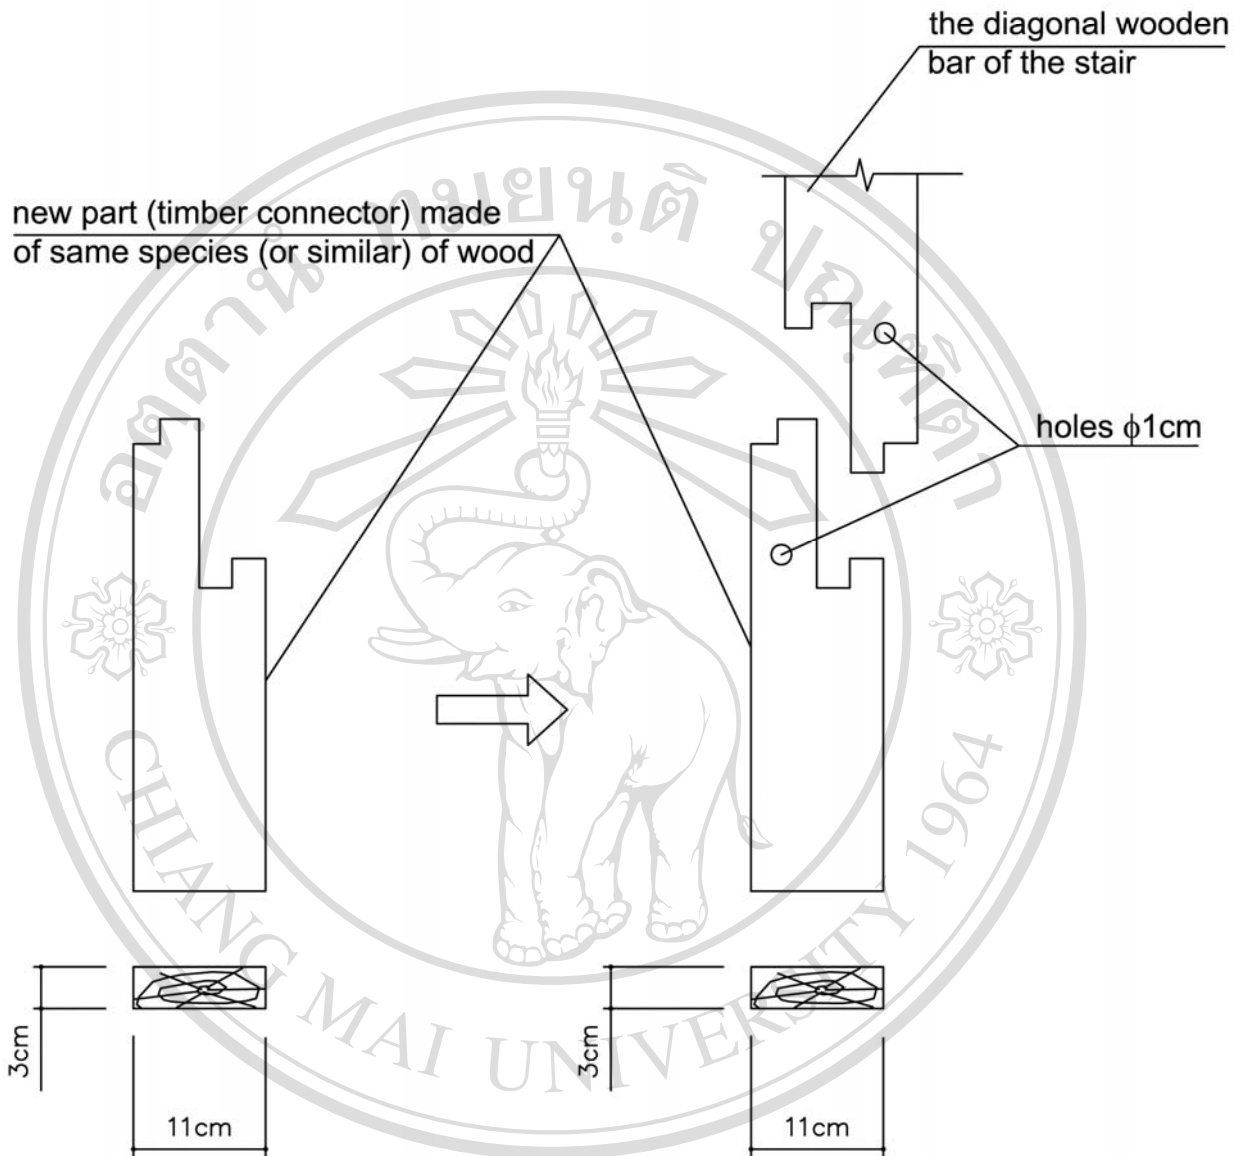 the diagonal wooden
bar of the stair
new part (timber connector) made
of same species (or similar) of wood
holes ϕ1cm
3cm
11cm
3cm
11cm
CHIANG MAI UNIVERSITY 1964